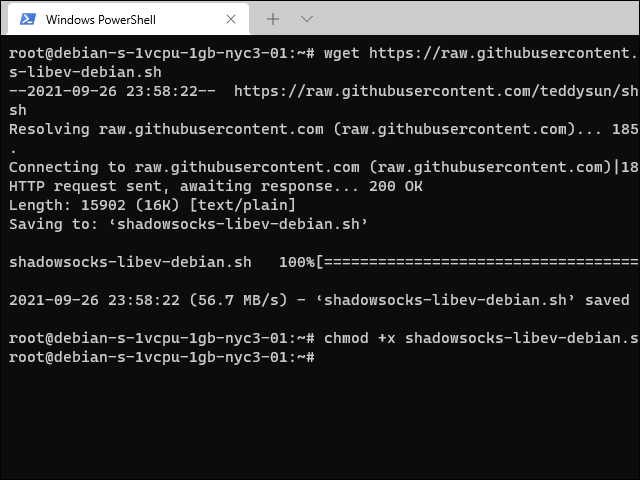 Windows PowerShell
root@debian-s-1vcpu-1gb-nyc3-01:~# wget https://raw.githubusercontent.
s-libev-debian.sh
--2021-09-26 23:58:22--  https://raw.githubusercontent.com/teddysun/sh
sh
Resolving raw.githubusercontent.com (raw.githubusercontent.com)... 185
.
Connecting to raw.githubusercontent.com (raw.githubusercontent.com)|18
HTTP request sent, awaiting response... 200 OK
Length: 15902 (16K) [text/plain]
Saving to: ‘shadowsocks-libev-debian.sh’
shadowsocks-libev-debian.sh   100%[===================================
2021-09-26 23:58:22 (56.7 MB/s) - ‘shadowsocks-libev-debian.sh’ saved
root@debian-s-1vcpu-1gb-nyc3-01:~# chmod +x shadowsocks-libev-debian.s
root@debian-s-1vcpu-1gb-nyc3-01:~#